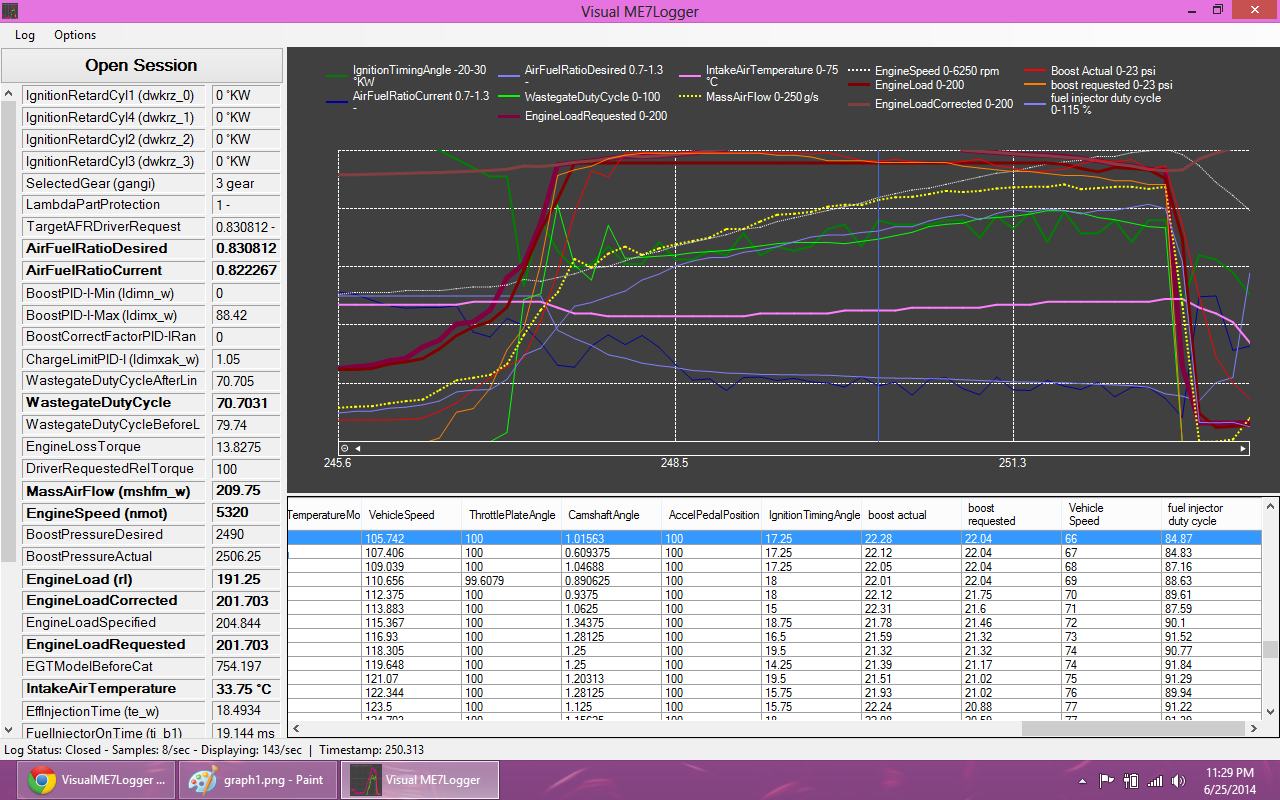 Visual ME7Logger
Log Options
Open Session
IgnitionRetardCyl1 (dwkrz_0) 0 °KW
IgnitionRetardCyl4 (dwkrz_1) 0 °KW
IgnitionRetardCyl2 (dwkrz_2) 0 °KW
IgnitionRetardCyl3 (dwkrz_3) 0 °KW
SelectedGear (gangi) 3 gear
LambdaPartProtection 1 -
TargetAFRDriverRequest 0.830812 -
AirFuelRatioDesired 0.830812
AirFuelRatioCurrent 0.822267
BoostPID-I-Min (ldimn_w) 0
BoostPID-I-Max (ldimx_w) 88.42
BoostCorrectFactorPID-IRan 0
ChargeLimitPID-I (ldimxak_w) 1.05
WastegateDutyCycleAfterLin 70.705
WastegateDutyCycle 70.7031
WastegateDutyCycleBeforeL 79.74
EngineLossTorque 13.8275
DriverRequestedRelTorque 100
MassAirFlow (mshfm_w) 209.75
EngineSpeed (nmot) 5320
BoostPressureDesired 2490
BoostPressureActual 2506.25
EngineLoad (rl) 191.25
EngineLoadCorrected 201.703
EngineLoadSpecified 204.844
EngineLoadRequested 201.703
EGTModelBeforeCat 754.197
IntakeAirTemperature 33.75 °C
EffInjectionTime (te_w) 18.4934
FuelInjectorOnTime (ti_b1) 19.144 ms
IgnitionTimingAngle -20-30
°KW
AirFuelRatioCurrent 0.7-1.3
-
AirFuelRatioDesired 0.7-1.3
-
WastegateDutyCycle 0-100
EngineLoadRequested 0-200
IntakeAirTemperature 0-75
°C
MassAirFlow 0-250 g/s
EngineSpeed 0-6250 rpm
EngineLoad 0-200
EngineLoadCorrected 0-200
Boost Actual 0-23 psi
boost requested 0-23 psi
fuel injector duty cycle
0-115 %
245.6 248.5 251.3
TemperatureMo VehicleSpeed ThrottlePlateAngle CamshaftAngle AccelPedalPosition IgnitionTimingAngle boost actual boost requested Vehicle Speed fuel injector duty cycle
105.742 100 1.01563 100 17.25 22.28 22.04 66 84.87
107.406 100 0.609375 100 17.25 22.12 22.04 67 84.83
109.039 100 1.04688 100 17.25 22.05 22.04 68 87.16
110.656 99.6079 0.890625 100 18 22.01 22.04 69 88.63
112.375 100 0.9375 100 18 22.12 21.75 70 89.61
113.883 100 1.0625 100 15 22.31 21.6 71 87.59
115.367 100 1.34375 100 18.75 21.78 21.46 72 90.1
116.93 100 1.28125 100 16.5 21.59 21.32 73 91.52
118.305 100 1.25 100 19.5 21.32 21.32 74 90.77
119.648 100 1.25 100 14.25 21.39 21.17 74 91.84
121.07 100 1.20313 100 19.5 21.51 21.02 75 91.29
122.344 100 1.28125 100 15.75 21.93 21.02 76 89.94
123.5 100 1.125 100 15.75 22.24 20.88 77 91.22
Log Status: Closed - Samples: 8/sec - Displaying: 143/sec | Timestamp: 250.313
VisualME7Logger ... graph1.png - Paint Visual ME7Logger
11:29 PM
6/25/2014